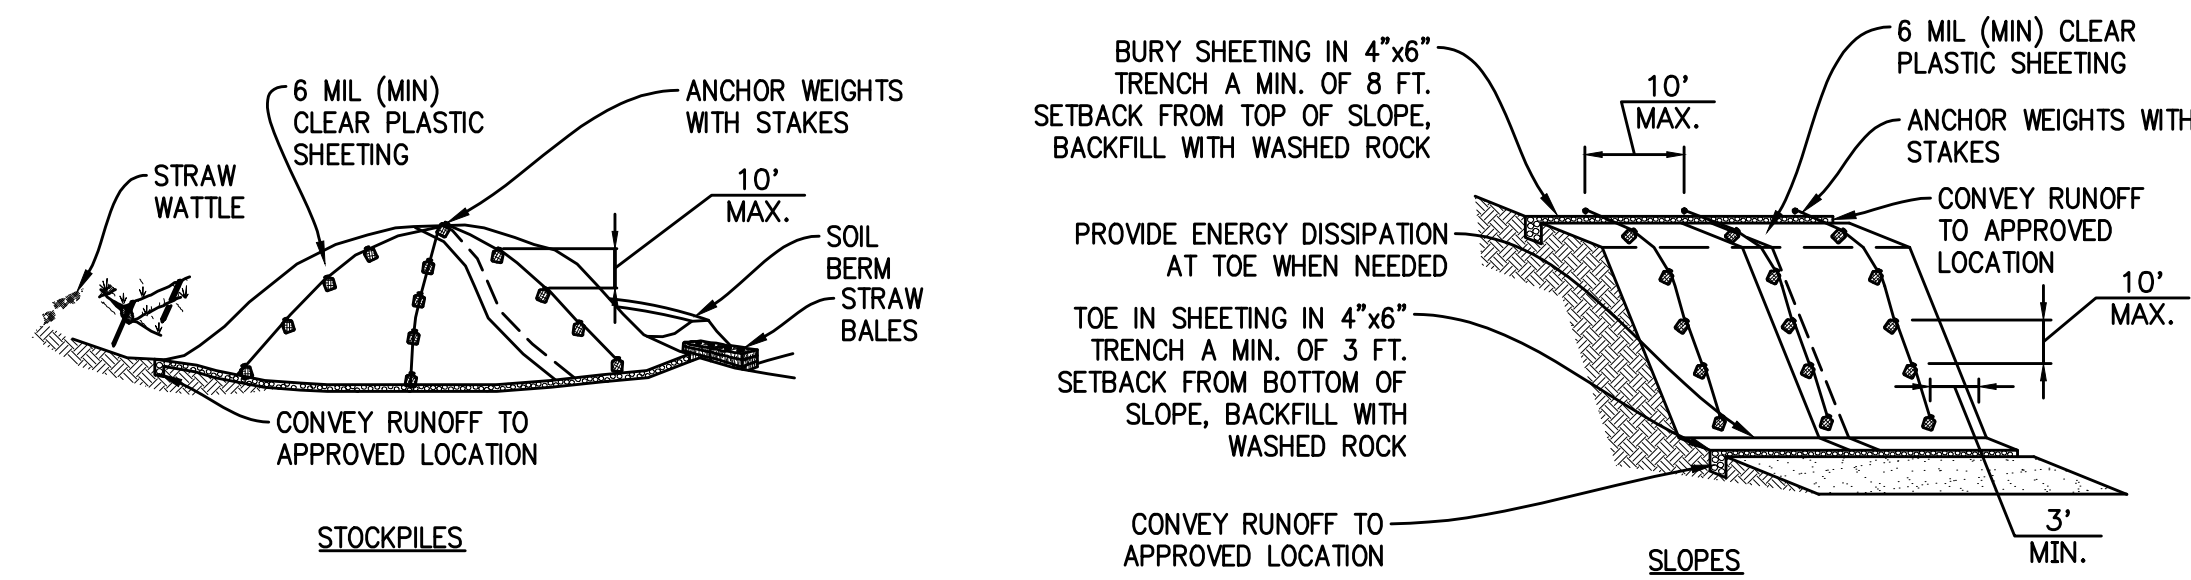 6 MIL (MIN)
CLEAR PLASTIC
SHEETING
ANCHOR WEIGHTS
WITH STAKES
STRAW
WATTLE
10'
MAX.
SOIL
BERM
STRAW
BALES
CONVEY RUNOFF TO
APPROVED LOCATION
STOCKPILES
BURY SHEETING IN 4"x6"
TRENCH A MIN. OF 8 FT.
SETBACK FROM TOP OF SLOPE,
BACKFILL WITH WASHED ROCK
10'
MAX.
6 MIL (MIN) CLEAR
PLASTIC SHEETING
ANCHOR WEIGHTS WITH
STAKES
CONVEY RUNOFF
TO APPROVED
LOCATION
PROVIDE ENERGY DISSIPATION
AT TOE WHEN NEEDED
10'
MAX.
TOE IN SHEETING IN 4"x6"
TRENCH A MIN. OF 3 FT.
SETBACK FROM BOTTOM OF
SLOPE, BACKFILL WITH
WASHED ROCK
CONVEY RUNOFF TO
APPROVED LOCATION
3'
MIN.
SLOPES